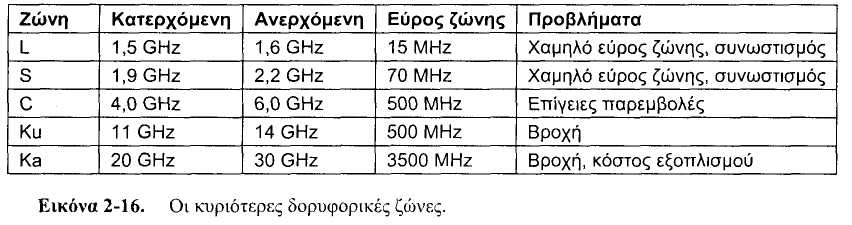 Ζώνη Κατερχόμενη Ανερχόμενη Εύρος ζώνης Προβλήματα
L 1,5 GHz 1,6 GHz 15 MHz Χαμηλό εύρος ζώνης, συνωστισμός
S 1,9 GHz 2,2 GHz 70 MHz Χαμηλό εύρος ζώνης, συνωστισμός
C 4,0 GHz 6,0 GHz 500 MHz Επίγειες παρεμβολές
Ku 11 GHz 14 GHz 500 MHz Βροχή
Ka 20 GHz 30 GHz 3500 MHz Βροχή, κόστος εξοπλισμού
Εικόνα 2-16. Οι κυριότερες δορυφορικές ζώνες.